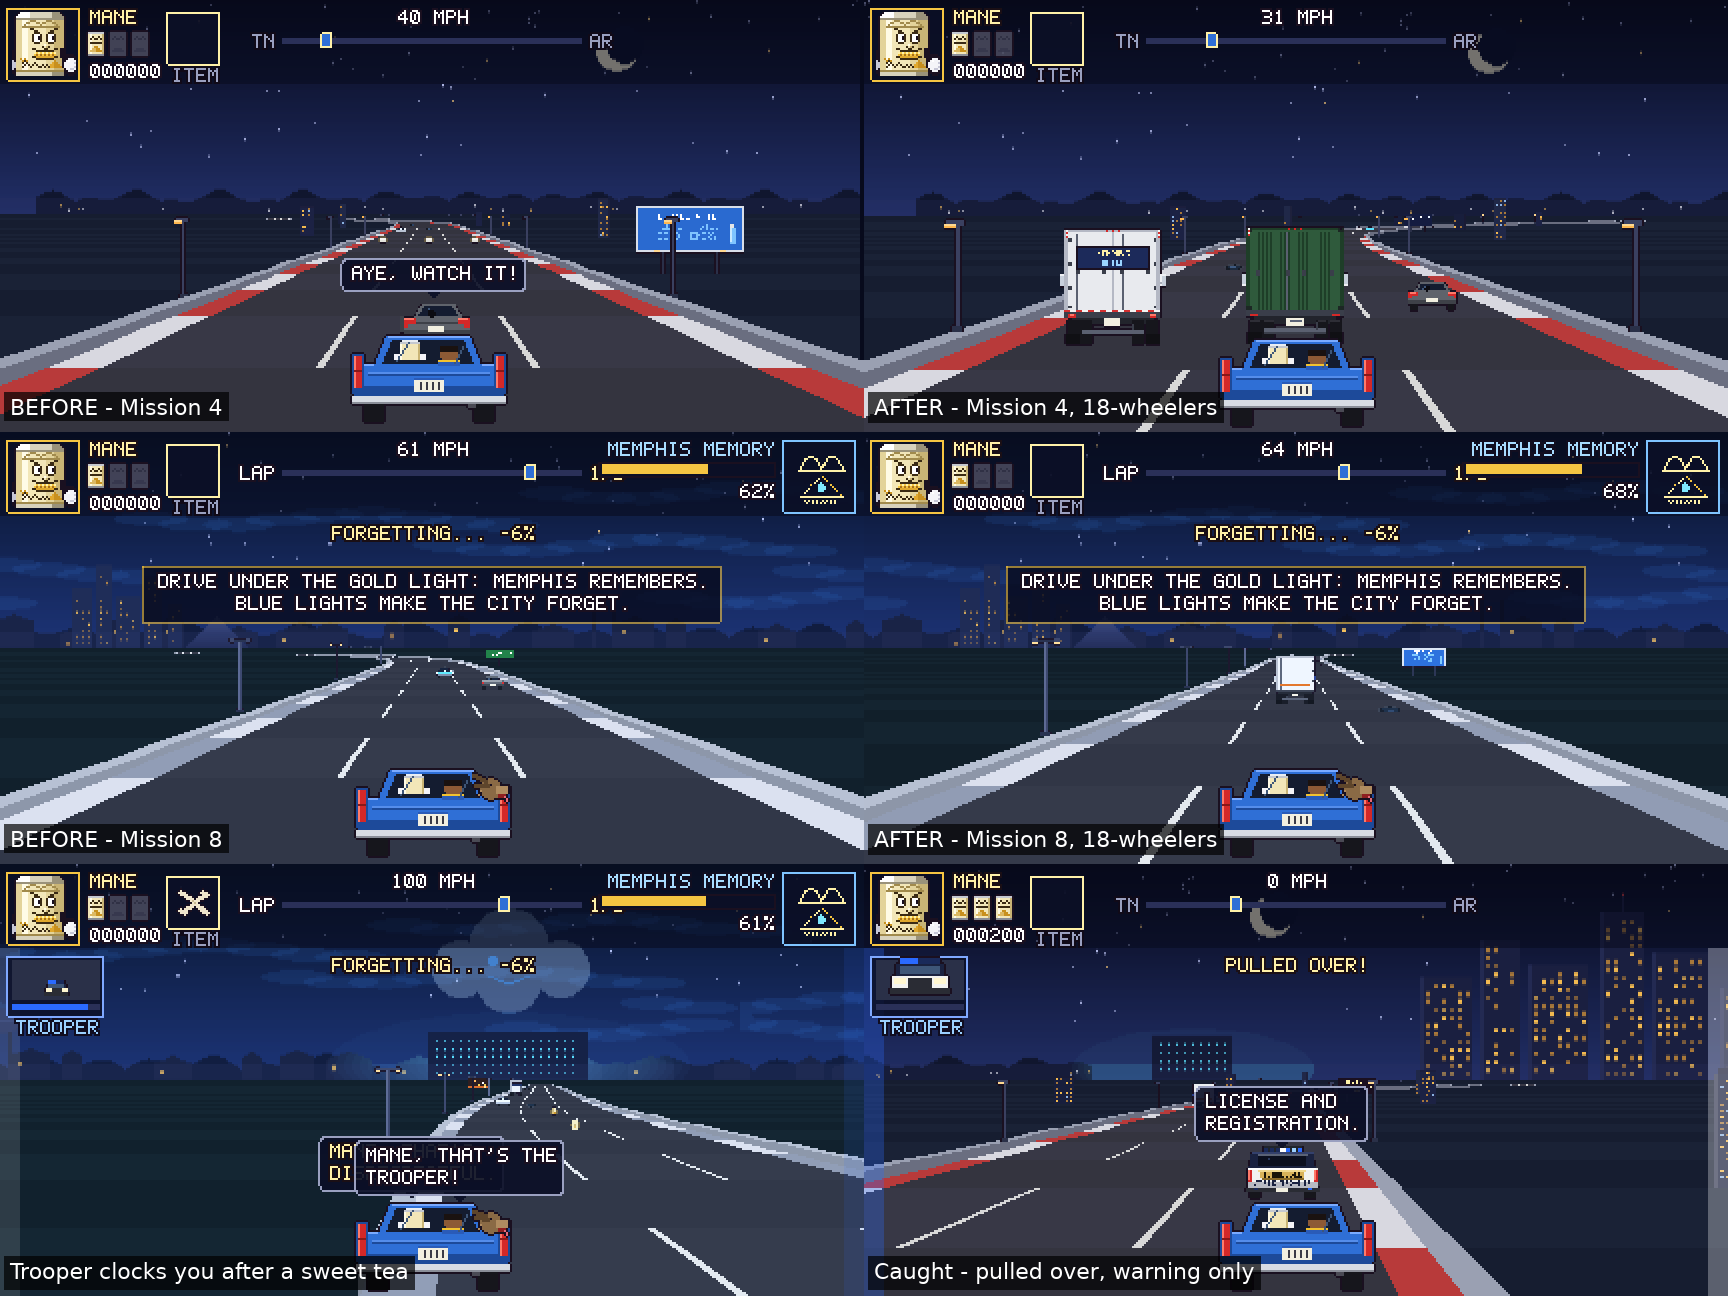 MANE
000000
ITEM
40 MPH
TN
AR
AYE, WATCH IT!
BEFORE - Mission 4
MANE
000000
ITEM
31 MPH
TN
AR
AFTER - Mission 4, 18-wheelers
MANE
000000
ITEM
61 MPH
LAP
MEMPHIS MEMORY
62%
FORGETTING... -6%
DRIVE UNDER THE GOLD LIGHT: MEMPHIS REMEMBERS.
BLUE LIGHTS MAKE THE CITY FORGET.
BEFORE - Mission 8
MANE
000000
ITEM
64 MPH
LAP
MEMPHIS MEMORY
68%
FORGETTING... -6%
DRIVE UNDER THE GOLD LIGHT: MEMPHIS REMEMBERS.
BLUE LIGHTS MAKE THE CITY FORGET.
AFTER - Mission 8, 18-wheelers
MANE
000000
ITEM
100 MPH
LAP
MEMPHIS MEMORY
61%
TROOPER
FORGETTING... -6%
MANE, THAT'S THE
TROOPER!
Trooper clocks you after a sweet tea
MANE
000200
ITEM
0 MPH
TN
AR
TROOPER
PULLED OVER!
LICENSE AND
REGISTRATION.
Caught - pulled over, warning only